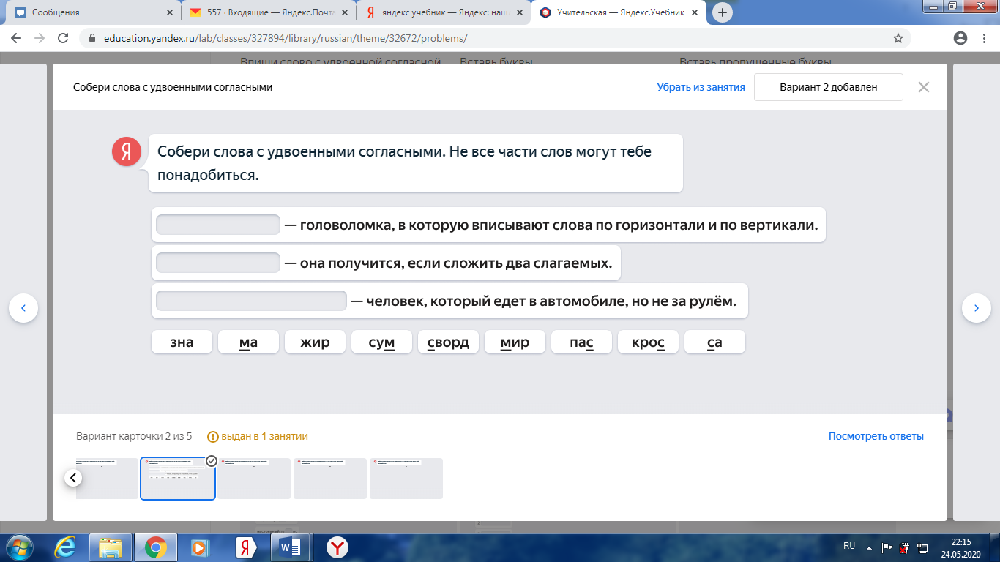 Сообщения
557 · Входящие — Яндекс.Почта
яндекс учебник — Яндекс: наш
Учительская — Яндекс.Учебник
education.yandex.ru/lab/classes/327894/library/russian/theme/32672/problems/
Впиши слово с удвоенной согласной Вставь буквы Вставь пропущенные буквы
Собери слова с удвоенными согласными
Убрать из занятия
Вариант 2 добавлен
Я
Собери слова с удвоенными согласными. Не все части слов могут тебе
понадобиться.
— головоломка, в которую вписывают слова по горизонтали и по вертикали.
— она получится, если сложить два слагаемых.
— человек, который едет в автомобиле, но не за рулём.
зна ма жир сум сворд мир пас крос са
Вариант карточки 2 из 5
выдан в 1 занятии
Посмотреть ответы
RU
22:15
24.05.2020